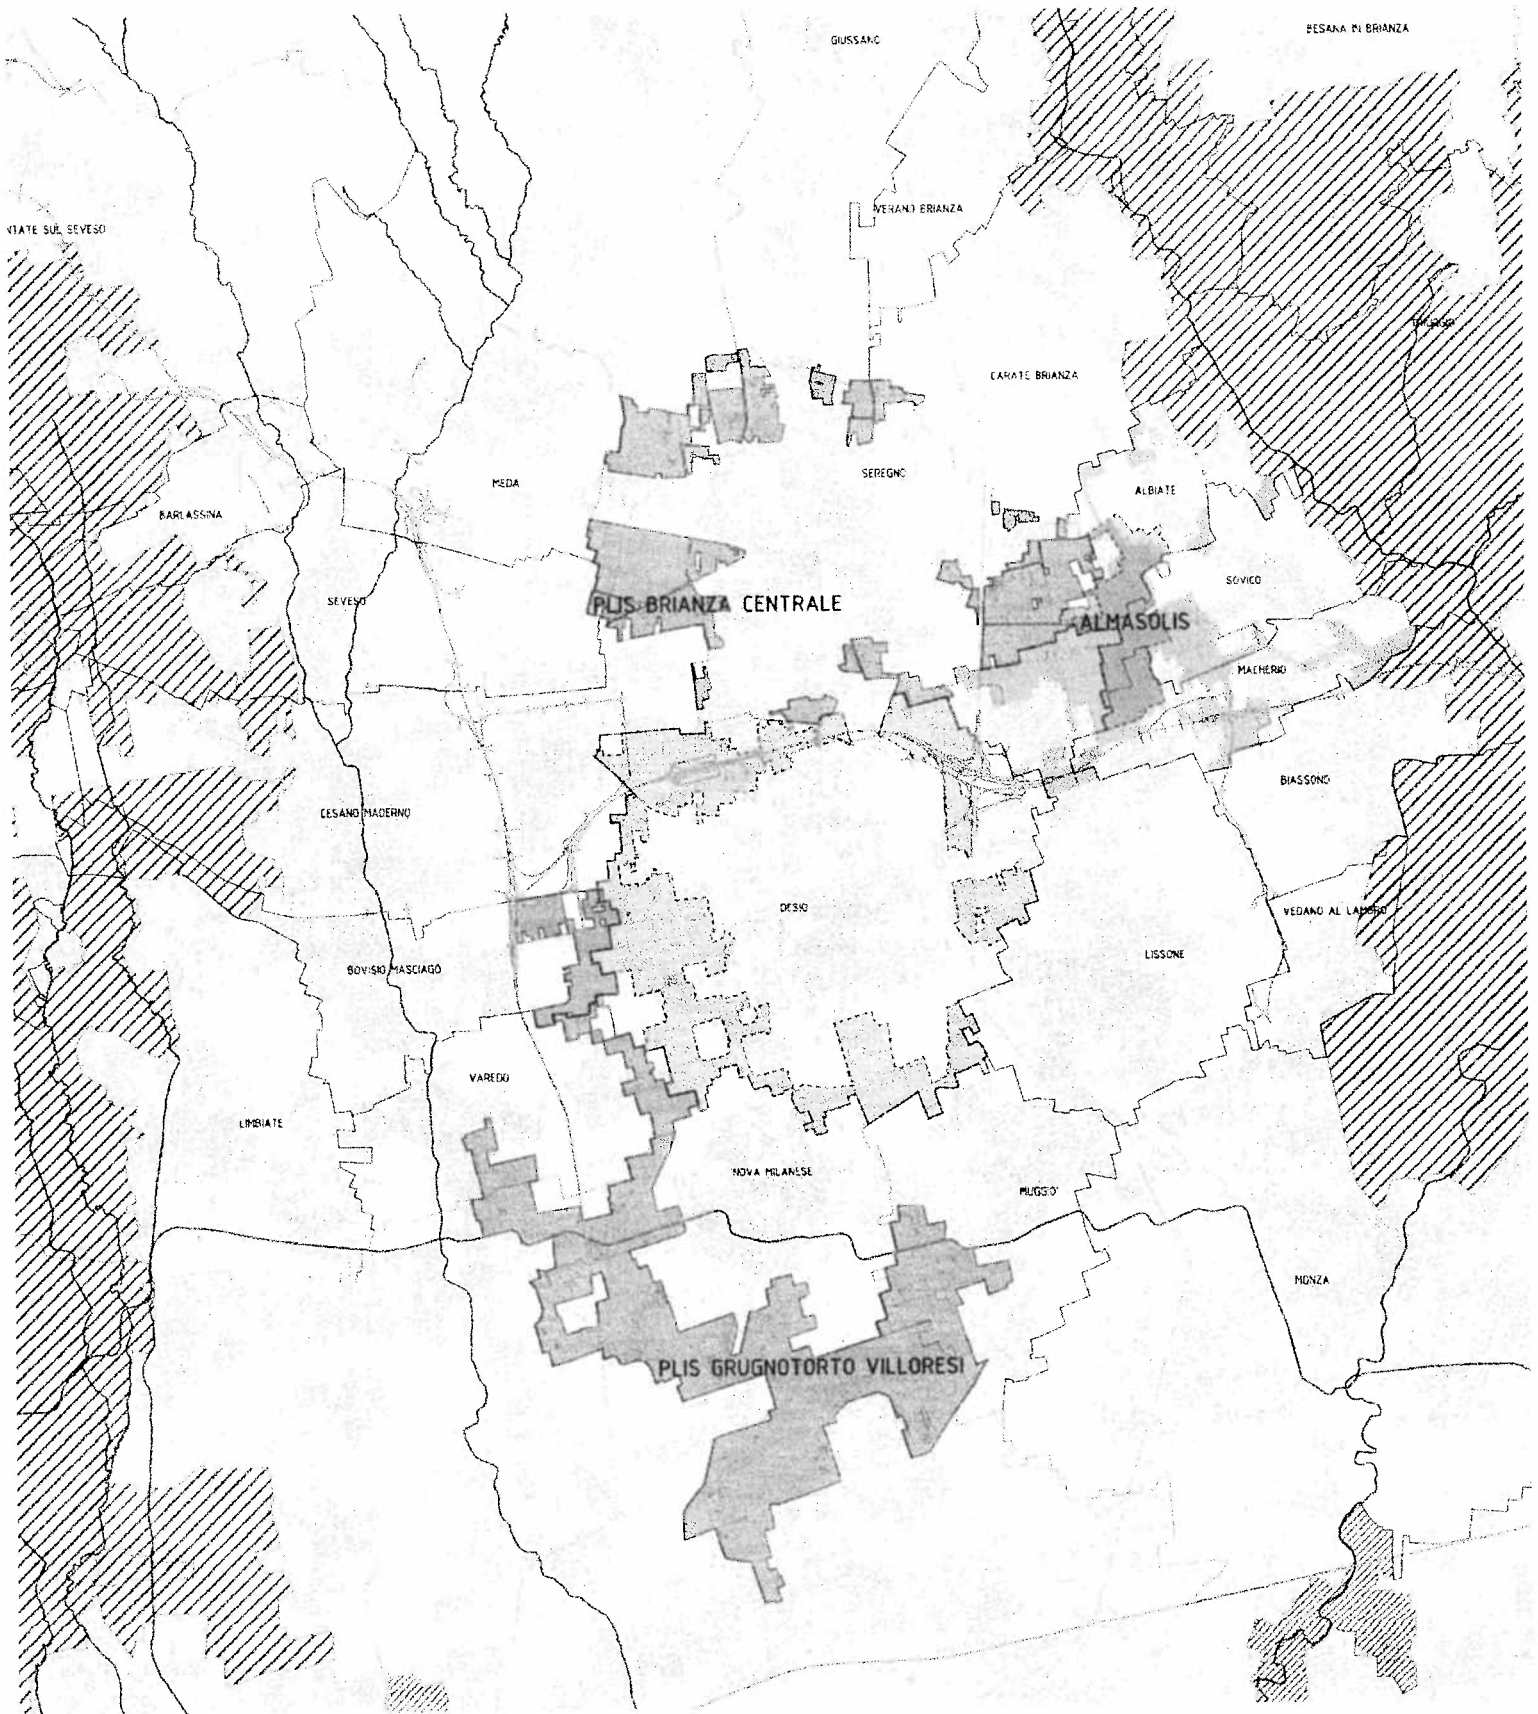 BESANA IN BRIANZA
GIUSSANO
VERANO BRIANZA
NTATE SUL SEVESO
CARATE BRIANZA
SEREGNO
MEDA
ALBIATE
BARLASSINA
SOVICO
SEVESO
PLIS BRIANZA CENTRALE
ALMASOLIS
MACHERIO
BIASSONO
CESANO MADERNO
DESIO
VEDANO AL LAMBRO
LISSONE
BOVISIO MASCIAGO
VAREDO
LIMBIATE
NOVA MILANESE
MUGGIO'
MONZA
PLIS GRUGNOTORTO VILLORESI